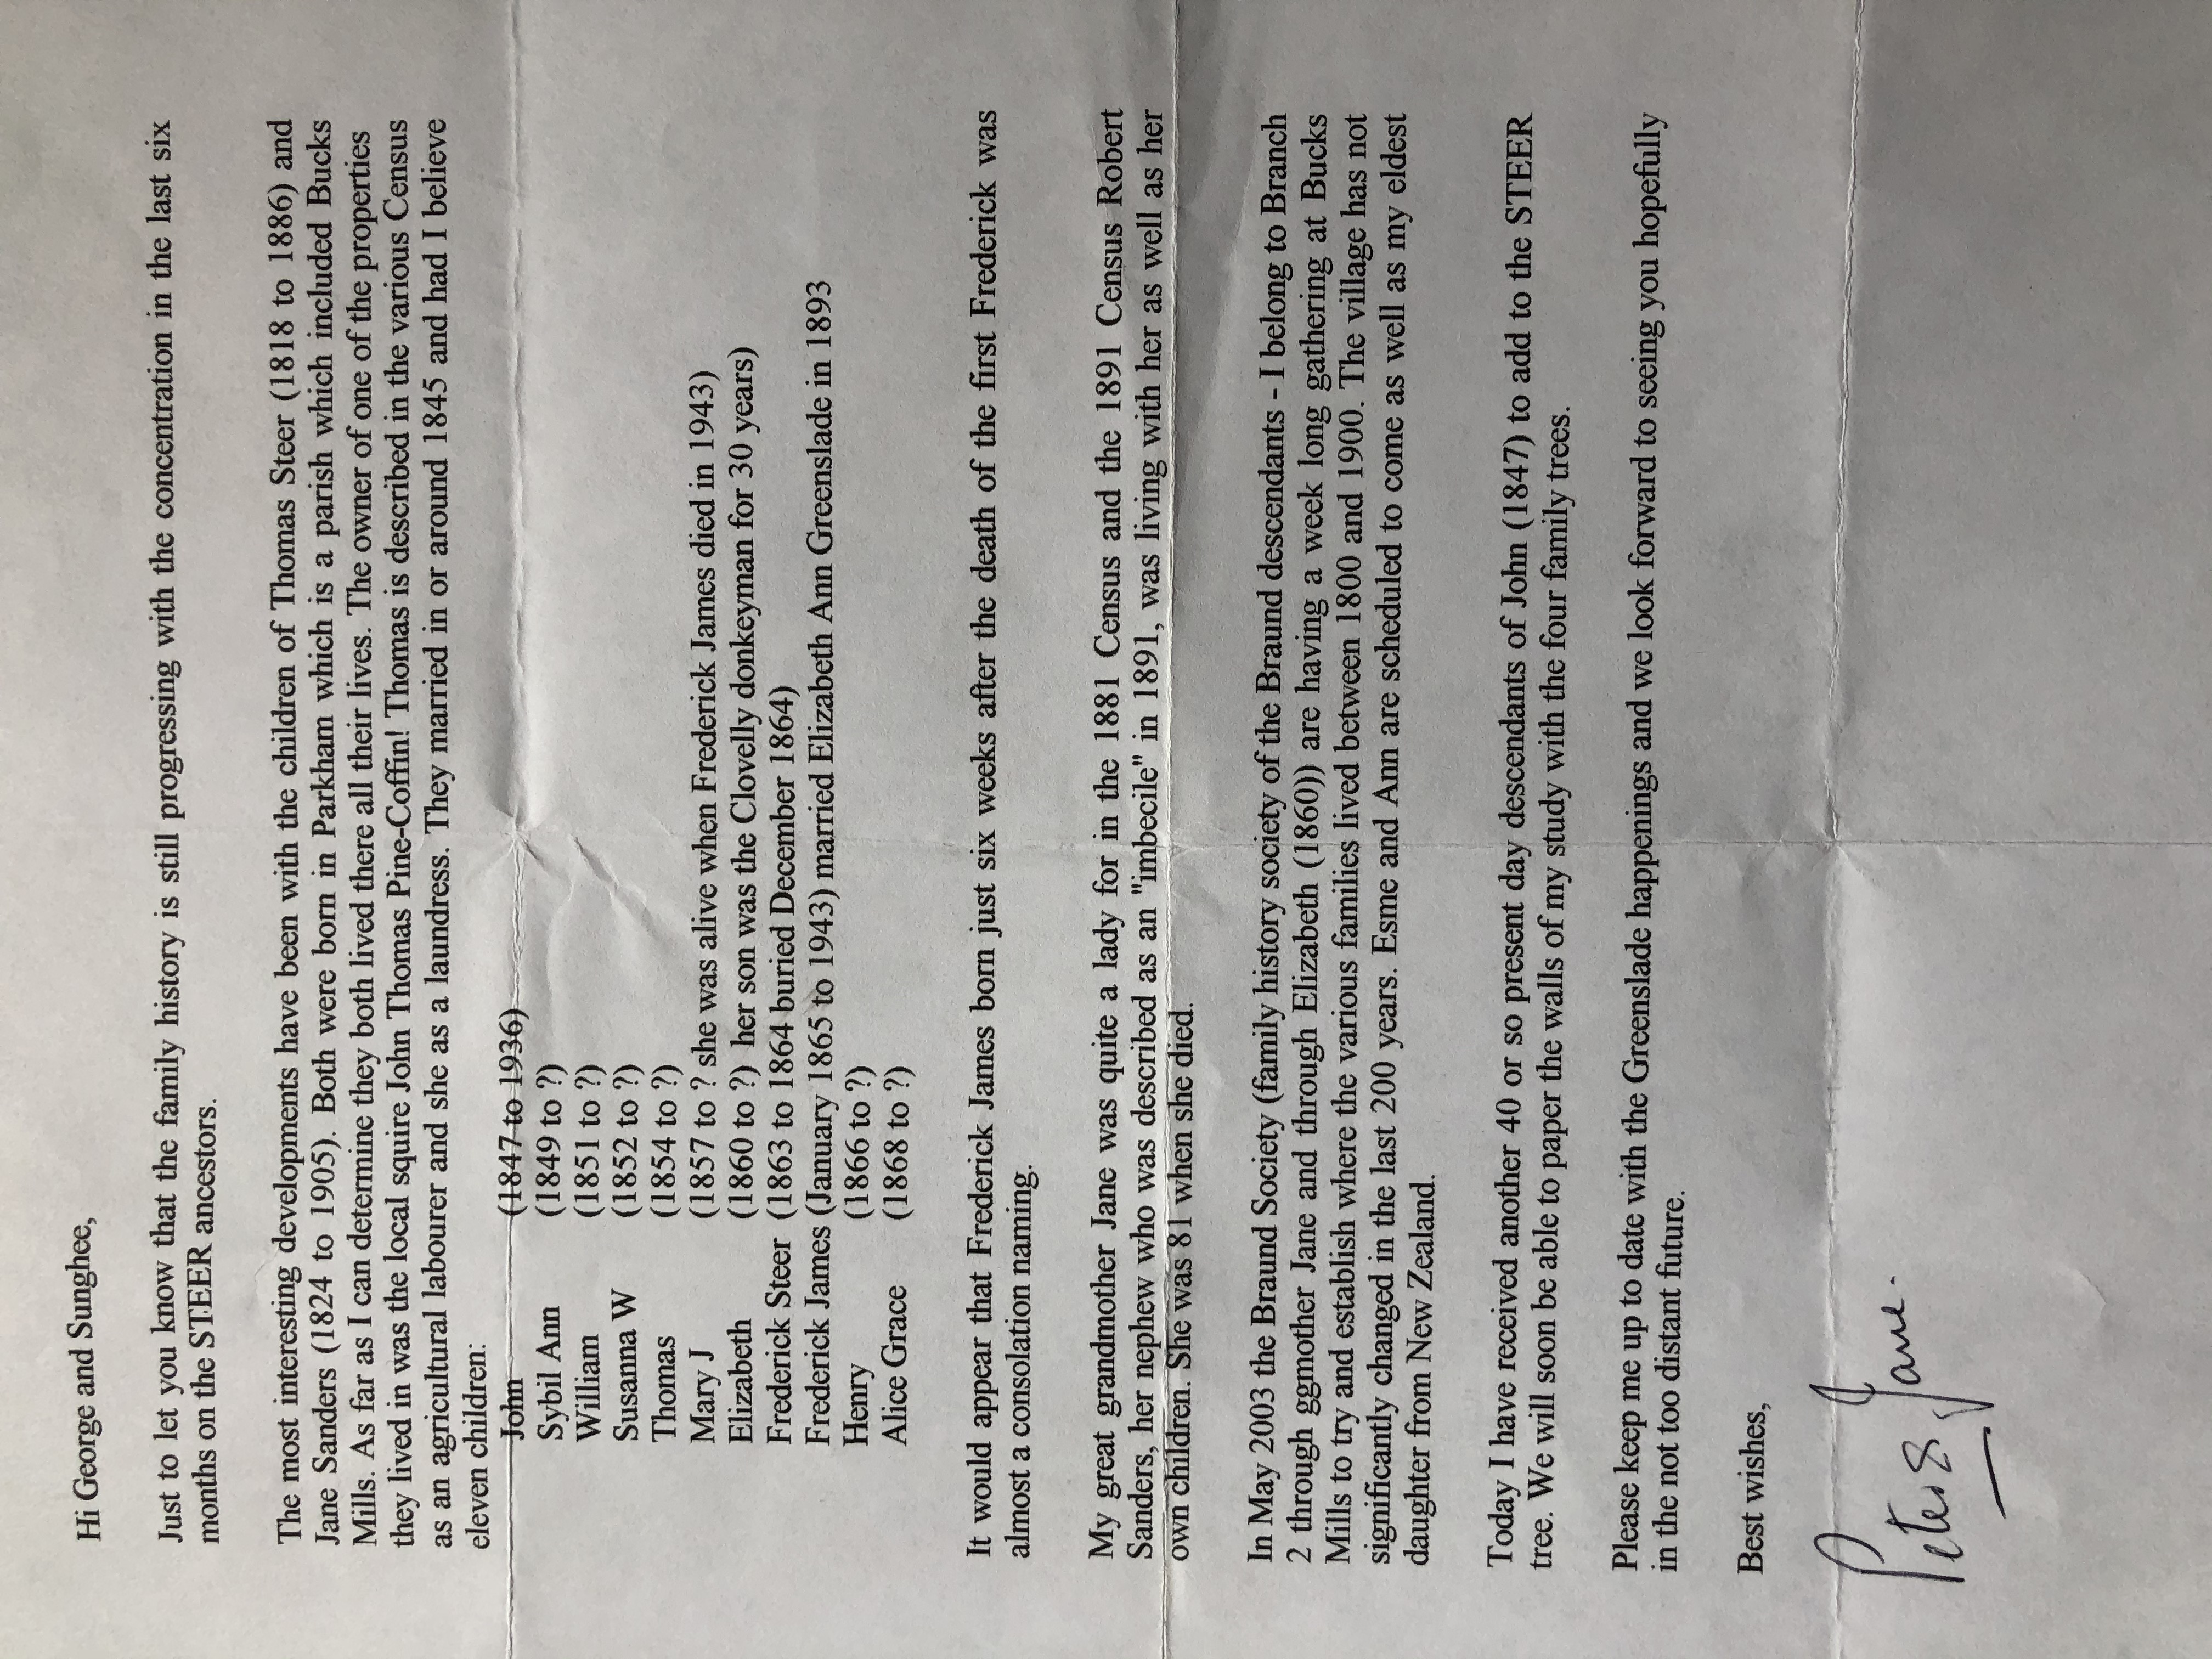 Hi George and Sunghee,
Just to let you know that the family history is still progressing with the concentration in the last six
months on the STEER ancestors.
The most interesting developments have been with the children of Thomas Steer (1818 to 1886) and
Jane Sanders (1824 to 1905). Both were born in Parkham which is a parish which included Bucks
Mills. As far as I can determine they both lived there all their lives. The owner of one of the properties
they lived in was the local squire John Thomas Pine-Coffin! Thomas is described in the various Census
as an agricultural labourer and she as a laundress. They married in or around 1845 and had I believe
eleven children:
John (1847 to 1936)
Sybil Ann (1849 to ?)
William (1851 to ?)
Susanna W (1852 to ?)
Thomas (1854 to ?)
Mary J (1857 to ? she was alive when Frederick James died in 1943)
Elizabeth (1860 to ?) her son was the Clovelly donkeyman for 30 years)
Frederick Steer (1863 to 1864 buried December 1864)
Frederick James (January 1865 to 1943) married Elizabeth Ann Greenslade in 1893
Henry (1866 to ?)
Alice Grace (1868 to ?)
It would appear that Frederick James born just six weeks after the death of the first Frederick was
almost a consolation naming.
My great grandmother Jane was quite a lady for in the 1881 Census and the 1891 Census Robert
Sanders, her nephew who was described as an "imbecile" in 1891, was living with her as well as her
own children. She was 81 when she died.
In May 2003 the Braund Society (family history society of the Braund descendants - I belong to Branch
2 through ggmother Jane and through Elizabeth (1860)) are having a week long gathering at Bucks
Mills to try and establish where the various families lived between 1800 and 1900. The village has not
significantly changed in the last 200 years. Esme and Ann are scheduled to come as well as my eldest
daughter from New Zealand.
Today I have received another 40 or so present day descendants of John (1847) to add to the STEER
tree. We will soon be able to paper the walls of my study with the four family trees.
Please keep me up to date with the Greenslade happenings and we look forward to seeing you hopefully
in the not too distant future.
Best wishes,
Peter & Jane.